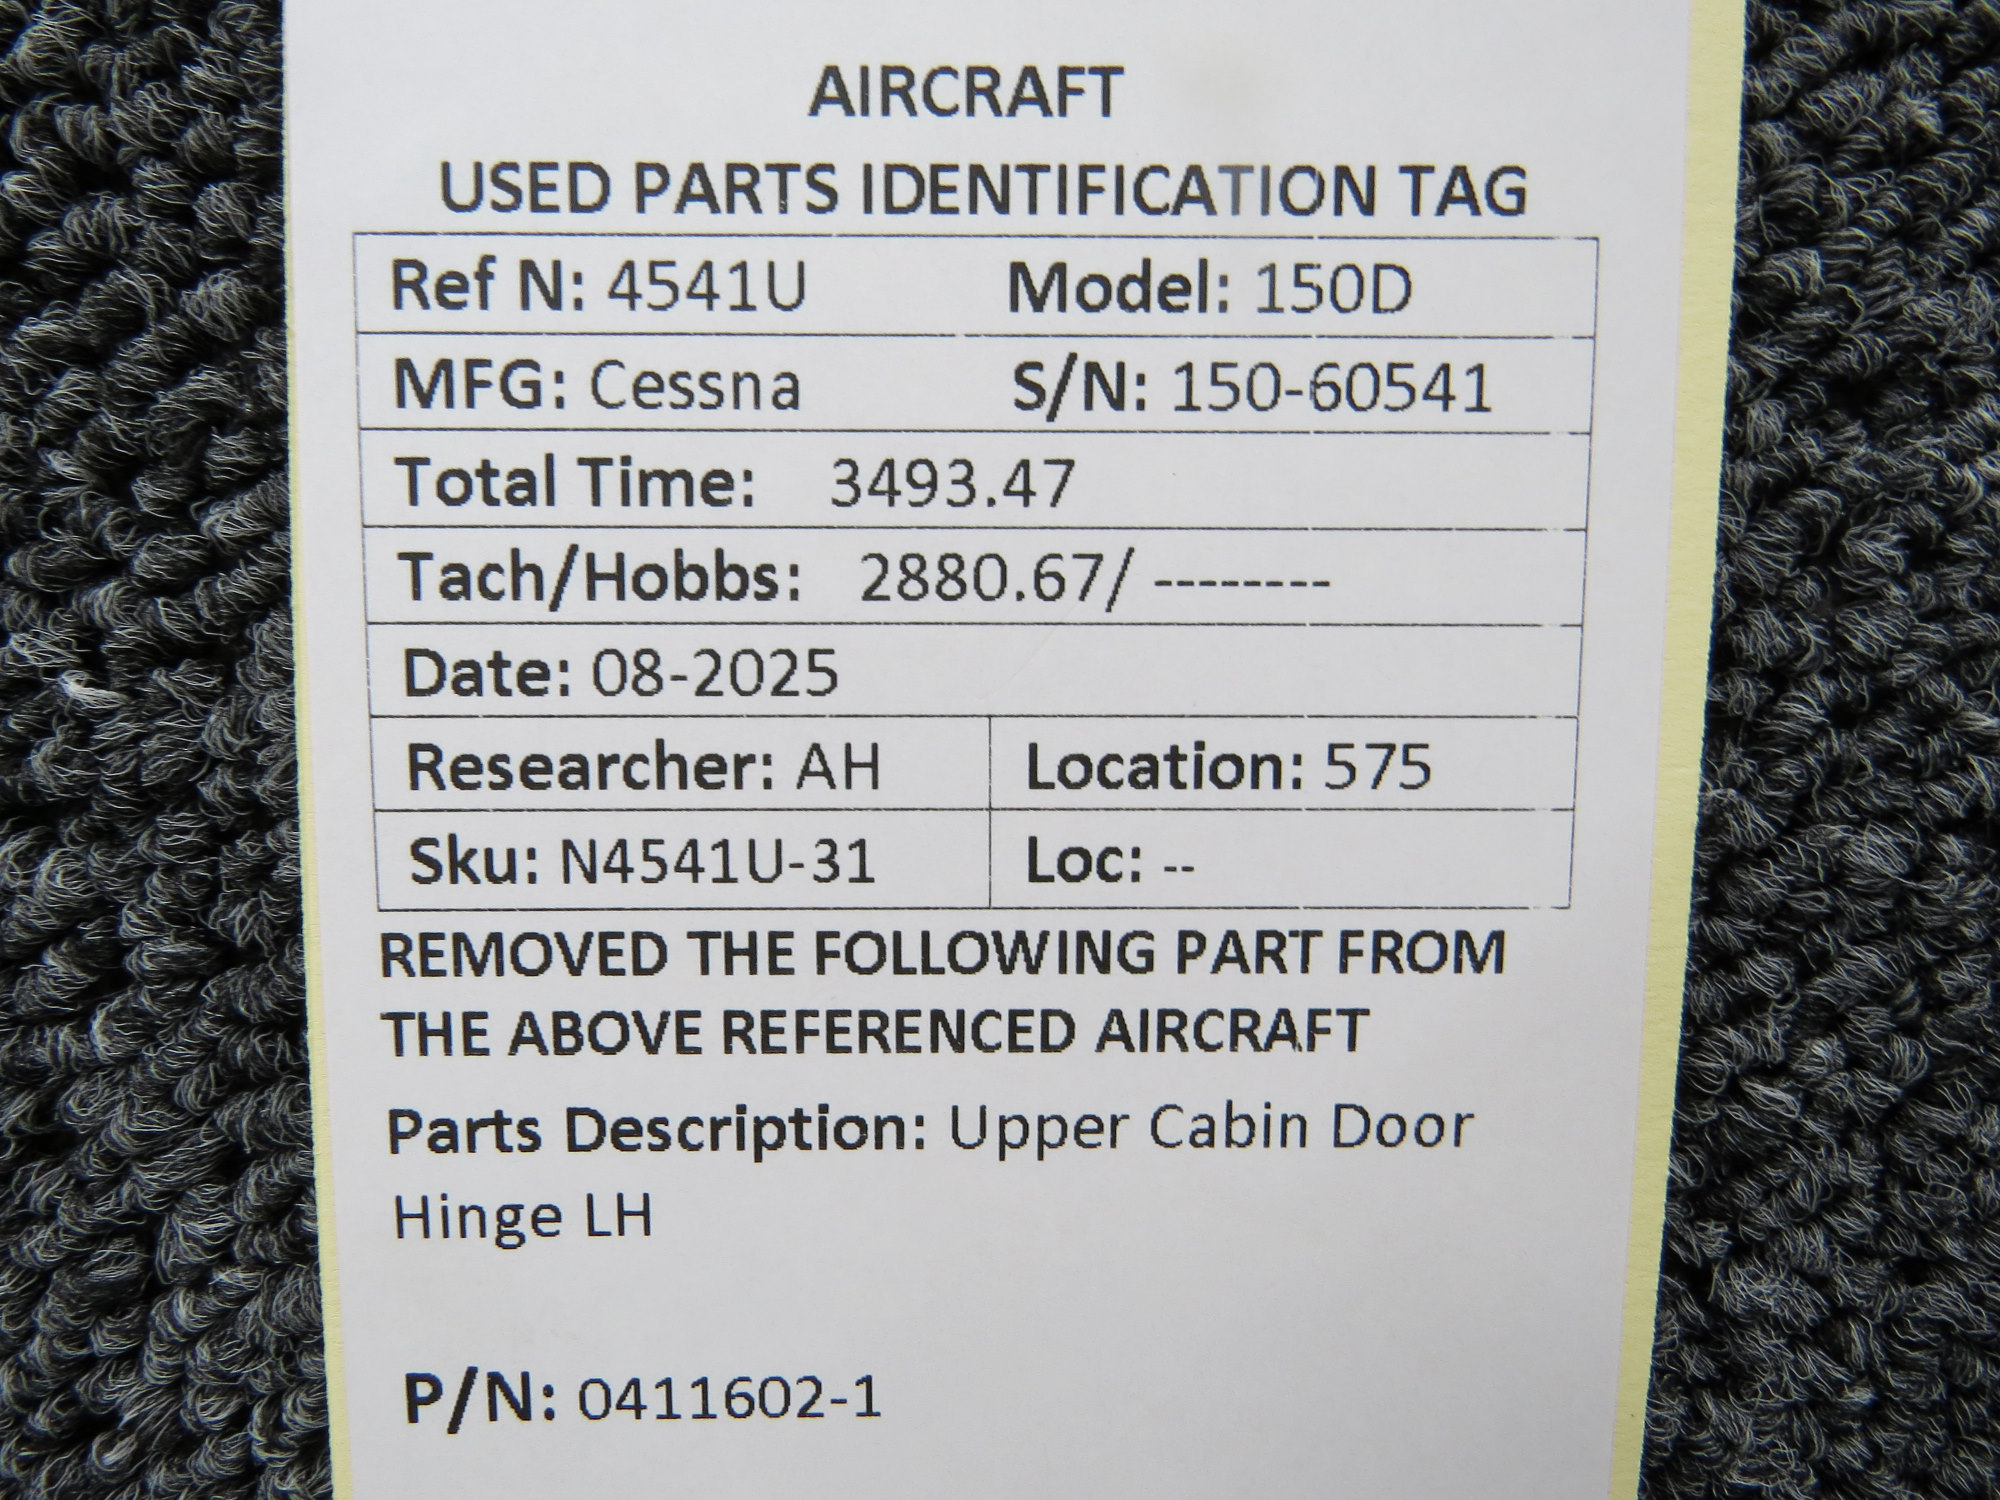 AIRCRAFT
USED PARTS IDENTIFICATION TAG
Ref N: 4541U Model: 150D
MFG: Cessna S/N: 150-60541
Total Time: 3493.47
Tach/Hobbs: 2880.67/ --------
Date: 08-2025
Researcher: AH Location: 575
Sku: N4541U-31 Loc: --
REMOVED THE FOLLOWING PART FROM
THE ABOVE REFERENCED AIRCRAFT
Parts Description: Upper Cabin Door
Hinge LH
P/N: 0411602-1